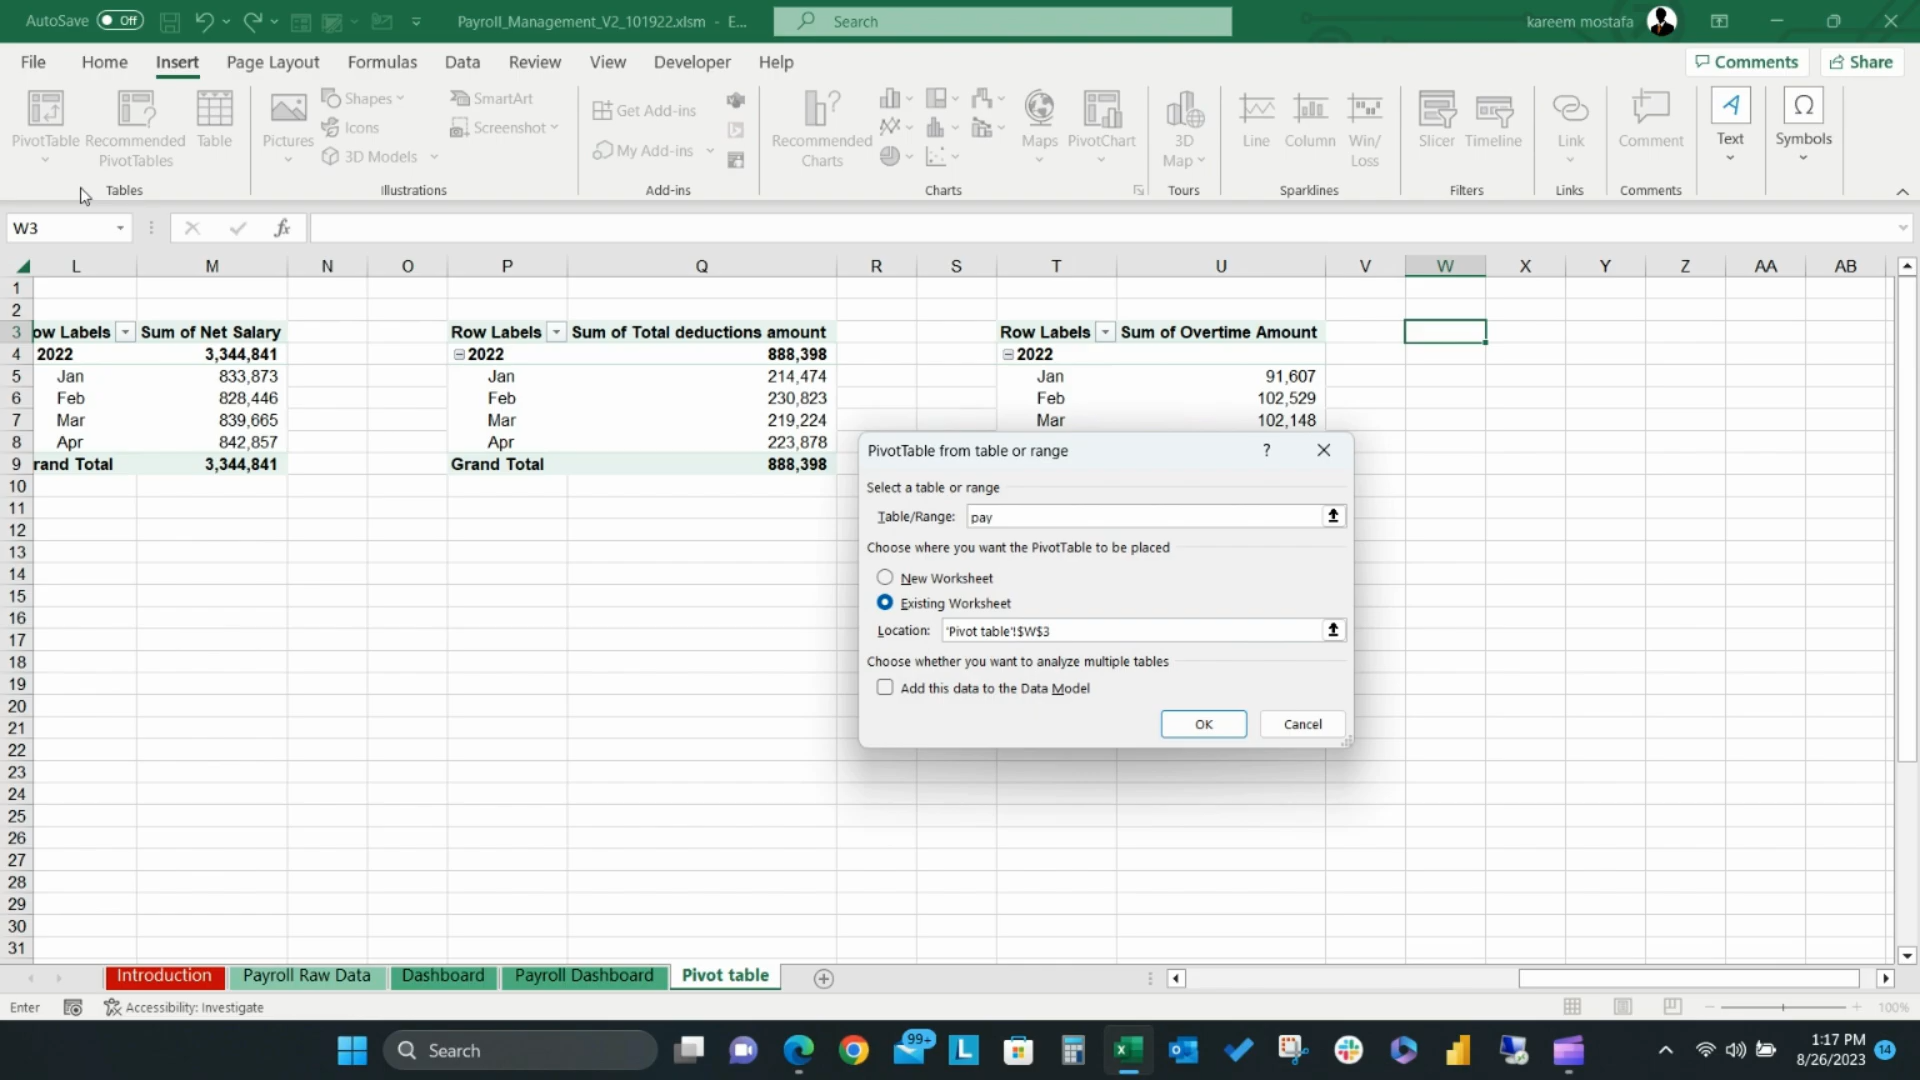 AutoSave Off Payroll_Management_V2_101922.xlsm - E... Search kareem mostafa
File Home Insert Page Layout Formulas Data Review View Developer Help Comments Share
PivotTable Recommended PivotTables Table
Pictures Shapes Icons 3D Models SmartArt Screenshot
Get Add-ins My Add-ins
Recommended Charts Maps PivotChart
3D Map Line Column Win/Loss
Slicer Timeline Link Comment Text Symbols
Tables Illustrations Add-ins Charts Tours Sparklines Filters Links Comments
W3 fx
L M N O P Q R S T U V W X Y Z AA AB
1
2
3 ow Labels Sum of Net Salary Row Labels Sum of Total deductions amount Row Labels Sum of Overtime Amount
4 2022 3,344,841 2022 888,398 2022
5 Jan 833,873 Jan 214,474 Jan 91,607
6 Feb 828,446 Feb 230,823 Feb 102,529
7 Mar 839,665 Mar 219,224 Mar 102,148
8 Apr 842,857 Apr 223,878
9 rand Total 3,344,841 Grand Total 888,398
10
11
12
13
14
15
16
17
18
19
20
21
22
23
24
25
26
27
28
29
30
31
PivotTable from table or range ?
Select a table or range
Table/Range: pay
Choose where you want the PivotTable to be placed
New Worksheet
Existing Worksheet
Location: 'Pivot table'!$W$3
Choose whether you want to analyze multiple tables
Add this data to the Data Model
OK Cancel
Introduction Payroll Raw Data Dashboard Payroll Dashboard Pivot table
Enter Accessibility: Investigate 100%
Search 99+ L 1:17 PM
8/26/2023 14